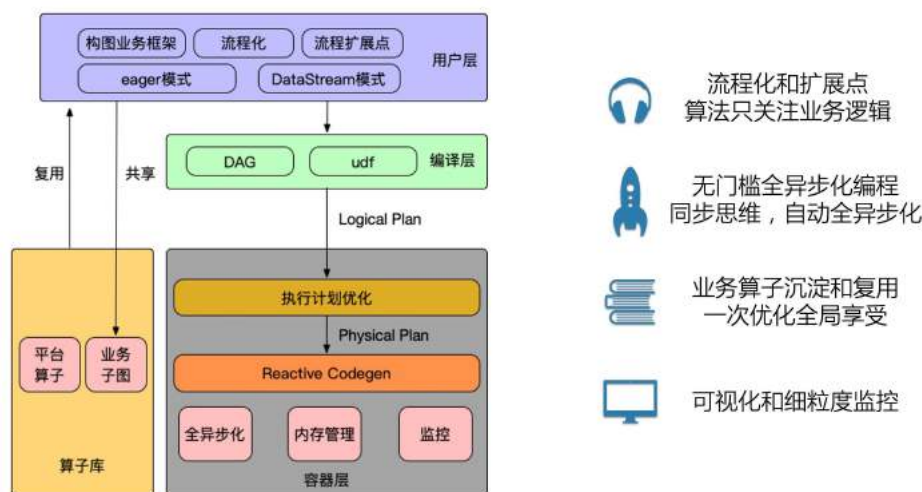 构图业务框架
流程化
流程扩展点
用户层
eager模式
DataStream模式
复用
共享
DAG
udf
编译层
Logical Plan
执行计划优化
Physical Plan
平台
算子
业务
子图
Reactive Codegen
全异步化
内存管理
监控
算子库
容器层
流程化和扩展点
算法只关注业务逻辑
无门槛全异步化编程
同步思维，自动全异步化
业务算子沉淀和复用
一次优化全局享受
可视化和细粒度监控